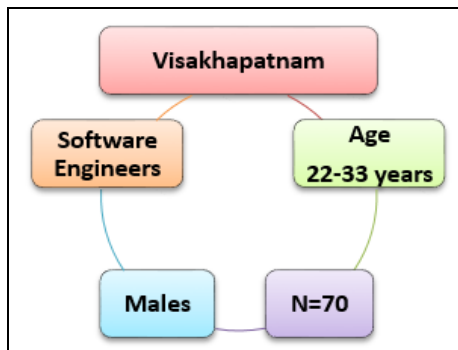 Visakhapatnam
Software
Engineers
Age
22-33 years
Males
N=70